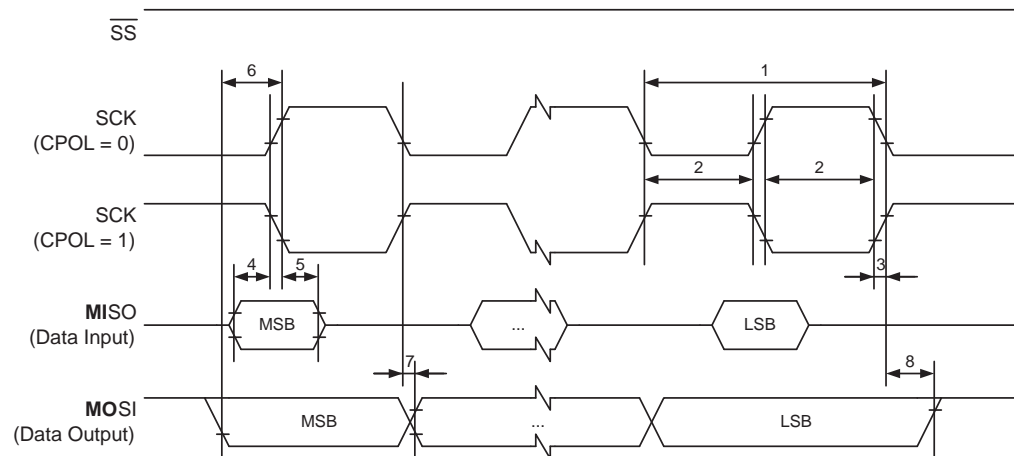 SS
6
1
SCK
(CPOL = 0)
2
2
SCK
(CPOL = 1)
4
5
3
MISO
(Data Input)
MSB
...
LSB
7
8
MOSI
(Data Output)
MSB
...
LSB